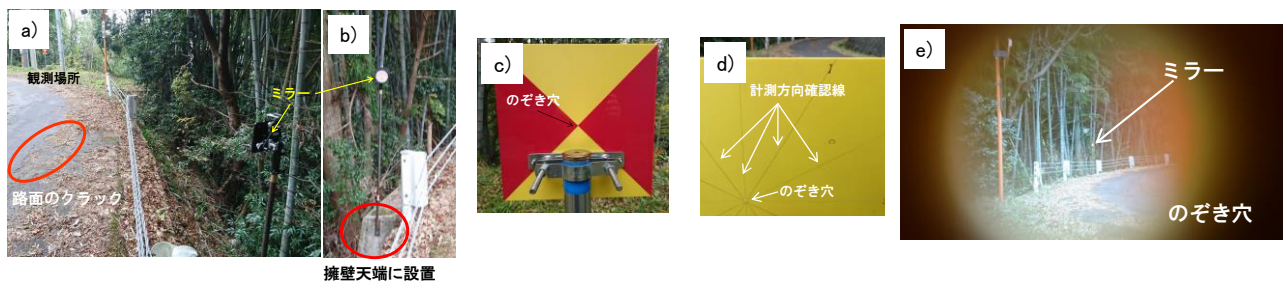 a)
観測場所
ミラー
路面のクラック
b)
擁壁天端に設置
c)
のぞき穴
d)
計測方向確認線
のぞき穴
e)
ミラー
のぞき穴